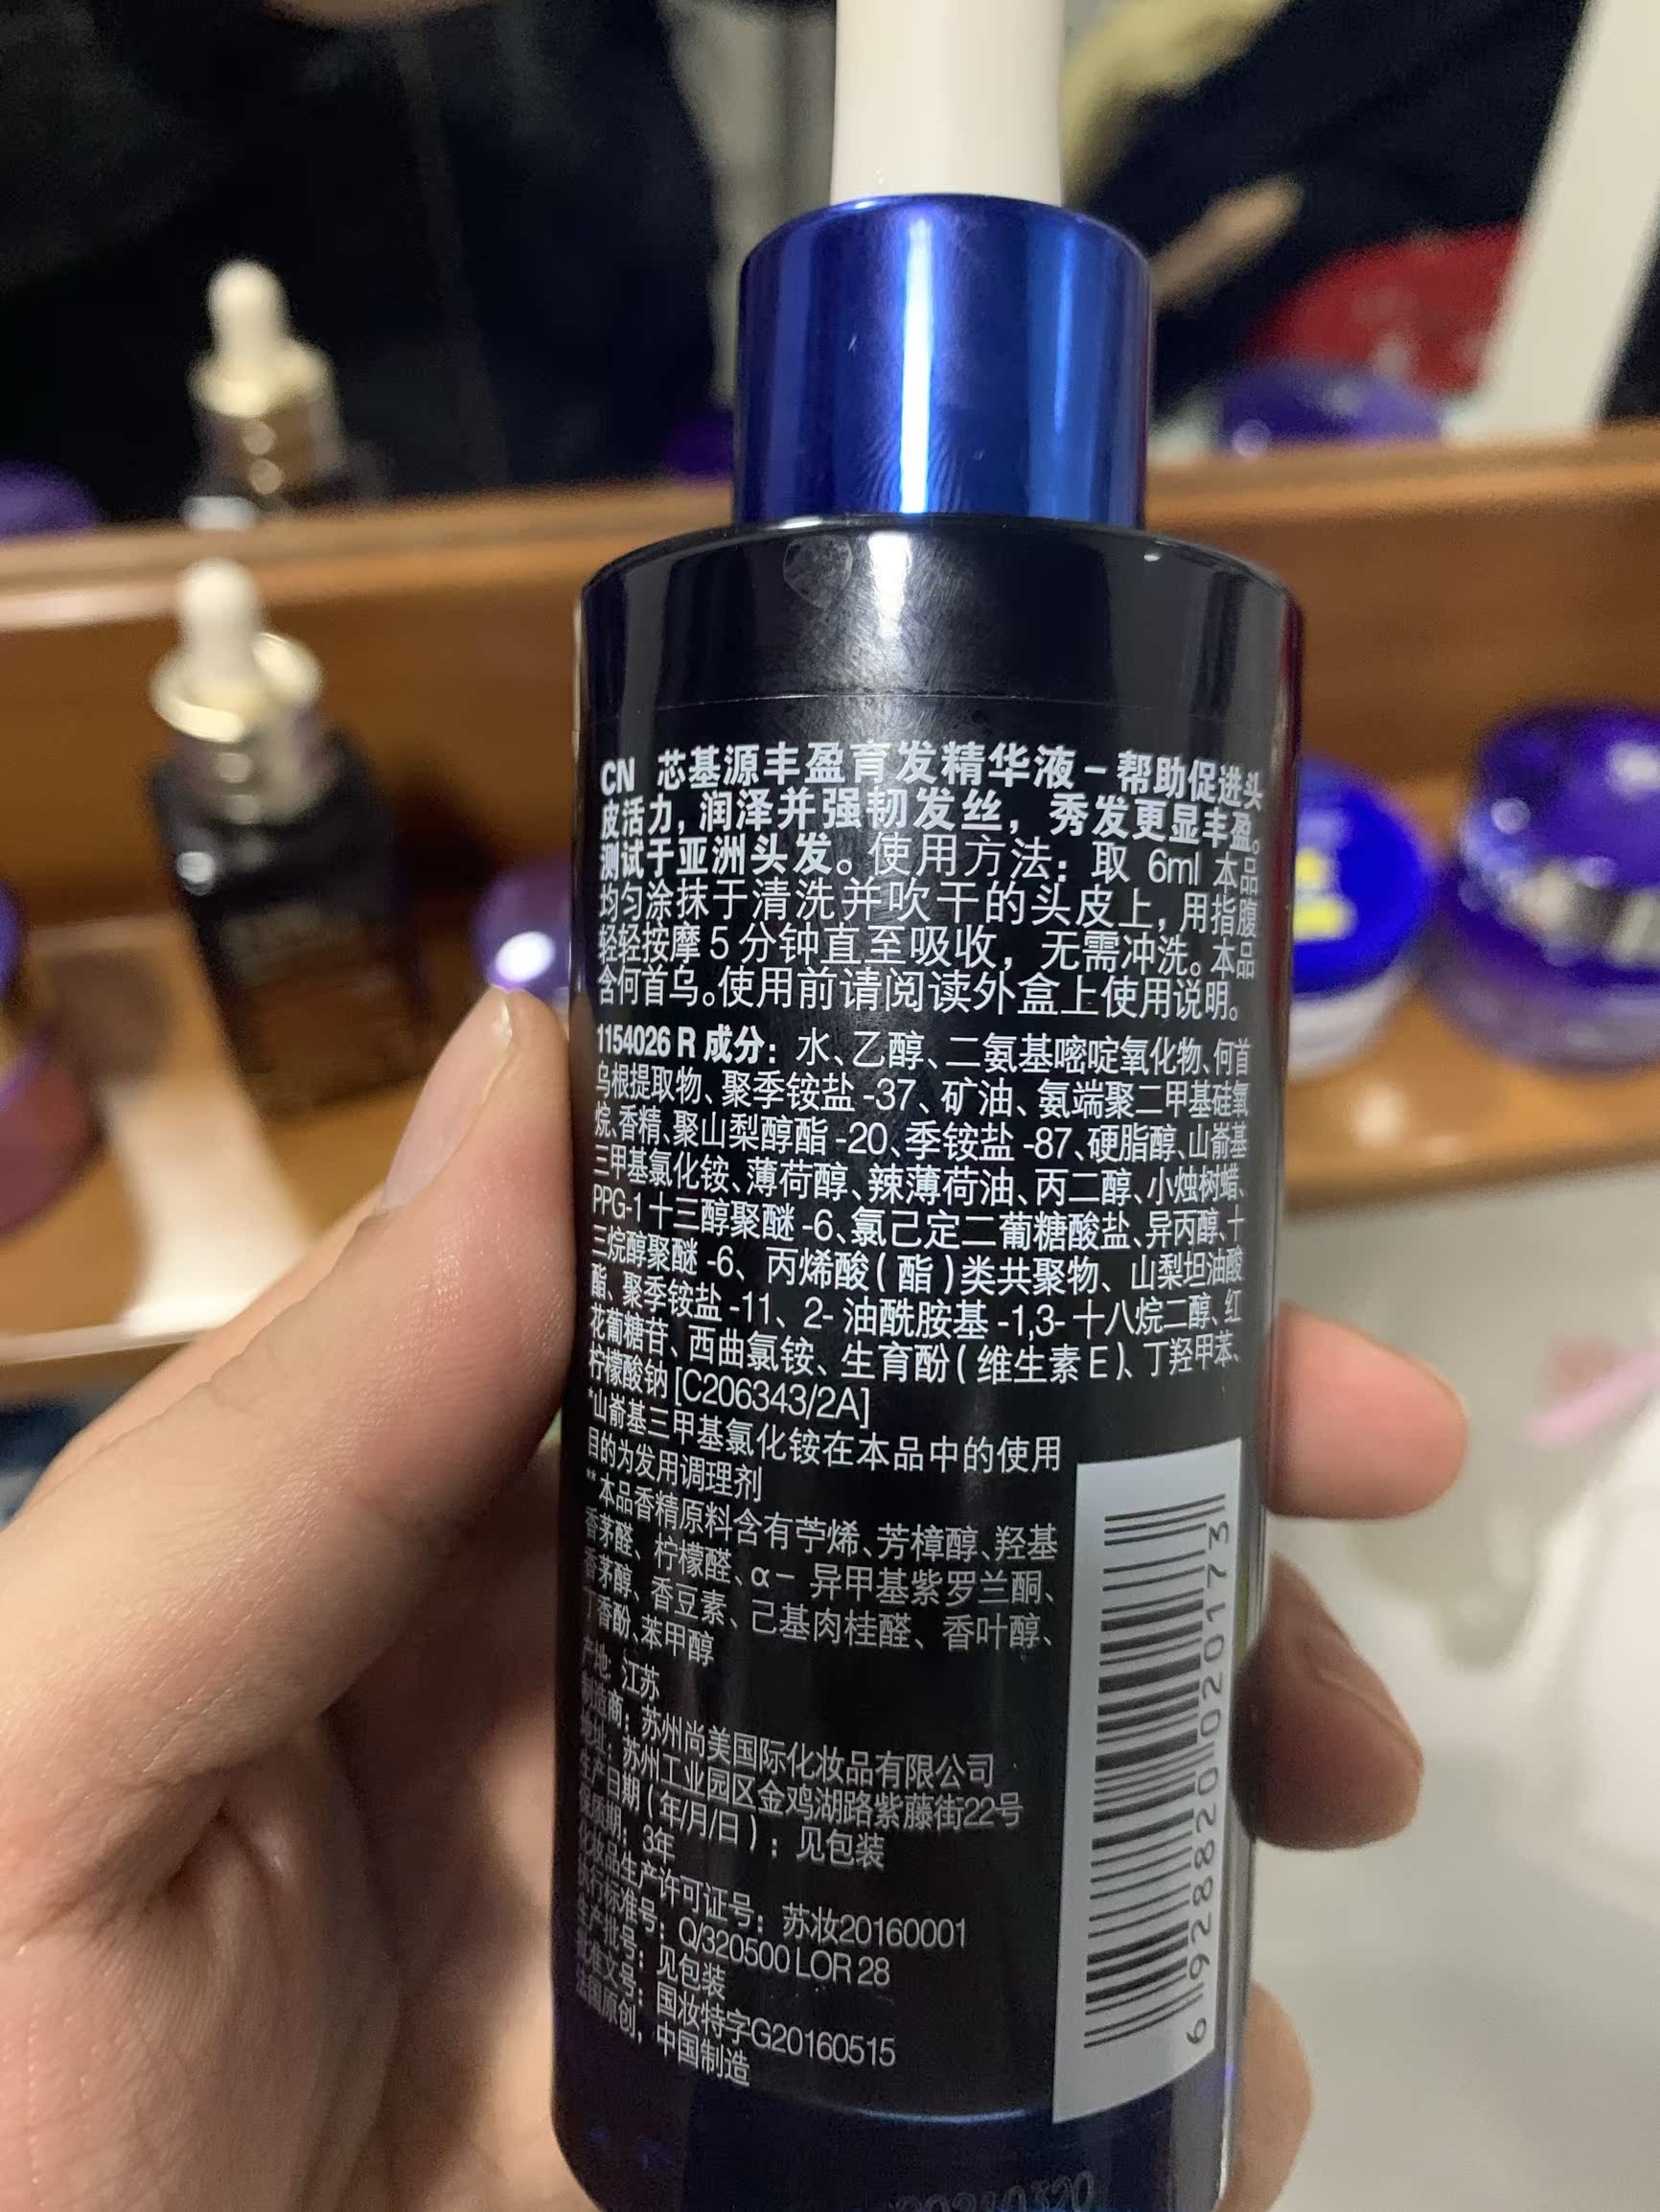 CN 芯基源丰盈育发精华液－帮助促进头
皮活力，润泽并强韧发丝，秀发更显丰盈。
测试于亚洲头发。使用方法：取 6ml 本品
均匀涂抹于清洗并吹干的头皮上，用指腹
轻轻按摩5分钟直至吸收，无需冲洗。本品
含何首乌。使用前请阅读外盒上使用说明。
1154026 R 成分：水、乙醇、二氨基嘧啶氧化物、何首
乌根提取物、聚季铵盐-37、矿油、氨端聚二甲基硅氧
烷、香精、聚山梨醇酯-20、季铵盐-87、硬脂醇、山嵛基
三甲基氯化铵、薄荷醇、辣薄荷油、丙二醇、小烛树蜡、
PPG-1十三醇聚醚-6、氯己定二葡糖酸盐、异丙醇、十
三烷醇聚醚-6、丙烯酸(酯)类共聚物、山梨坦油酸
酯、聚季铵盐-11、2-油酰胺基-1,3-十八烷二醇、红
花葡糖苷、西曲氯铵、生育酚(维生素E)、丁羟甲苯、
柠檬酸钠 [C206343/2A]
*山嵛基三甲基氯化铵在本品中的使用
目的为发用调理剂
**本品香精原料含有苧烯、芳樟醇、羟基
香茅醛、柠檬醛、α－异甲基紫罗兰酮、
香茅醇、香豆素、己基肉桂醛、香叶醇、
丁香酚、苯甲醇
产地：江苏
制造商：苏州尚美国际化妆品有限公司
地址：苏州工业园区金鸡湖路紫藤街22号
生产日期(年/月/日)：见包装
保质期：3年
化妆品生产许可证号：苏妆20160001
执行标准号：Q/320500 LOR 28
生产批号：见包装
批准文号：国妆特字G20160515
法国原创，中国制造
6 928820 020173